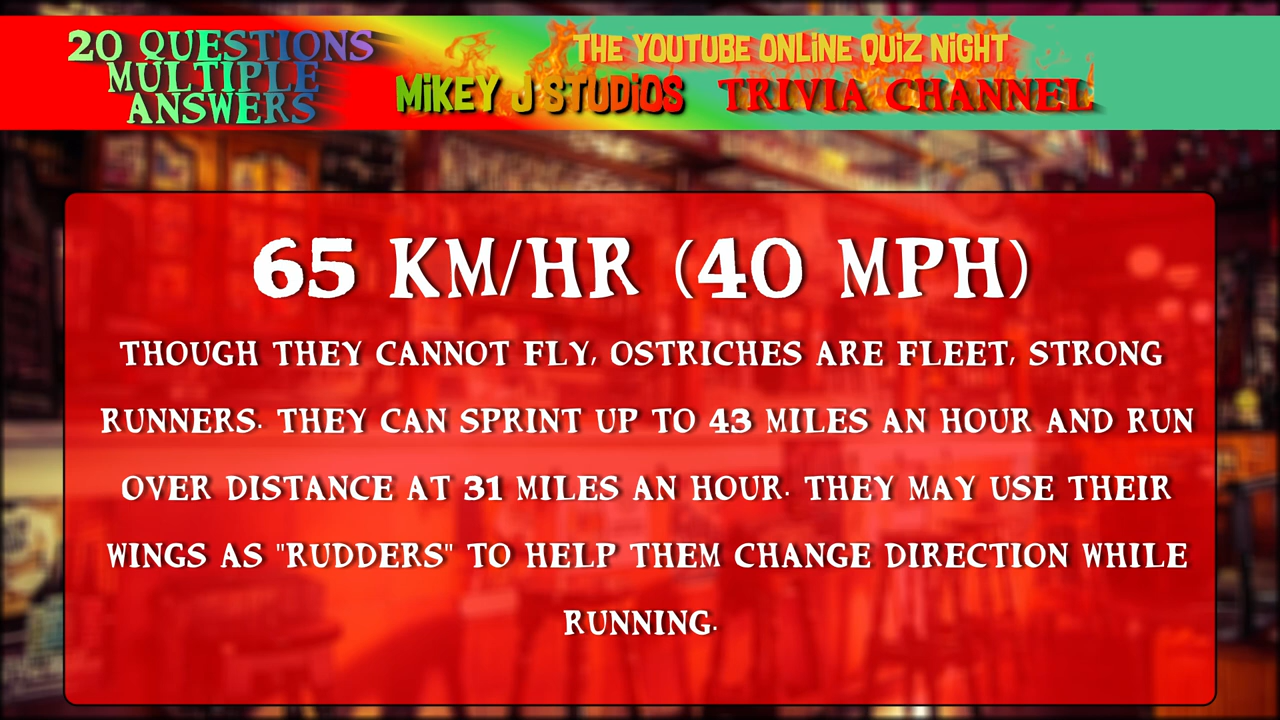 20 QUESTIONS
MULTIPLE
ANSWERS
THE YOUTUBE ONLINE QUIZ NIGHT
MIKEY J STUDIOS TRIVIA CHANNEL
65 KM/HR (40 MPH)
THOUGH THEY CANNOT FLY, OSTRICHES ARE FLEET, STRONG
RUNNERS. THEY CAN SPRINT UP TO 43 MILES AN HOUR AND RUN
OVER DISTANCE AT 31 MILES AN HOUR. THEY MAY USE THEIR
WINGS AS "RUDDERS" TO HELP THEM CHANGE DIRECTION WHILE
RUNNING.